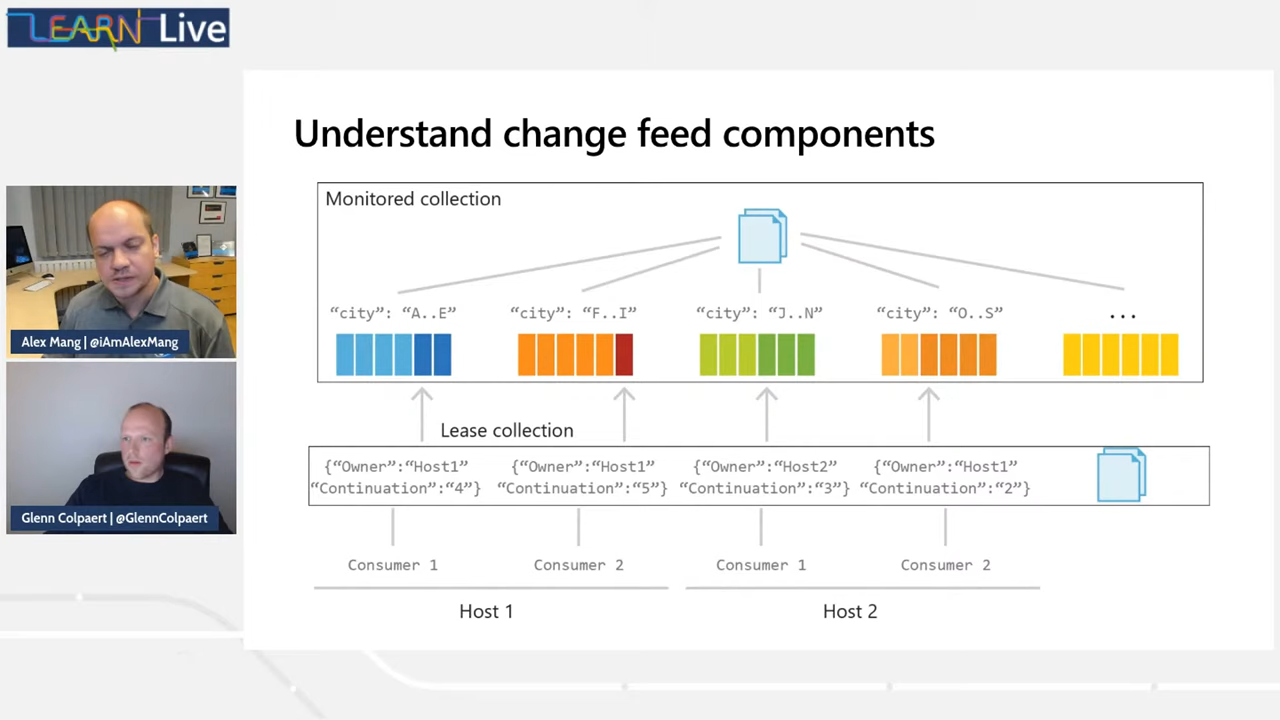 LEARN Live
Understand change feed components
Monitored collection
“city”: “A..E”
“city”: “F..I”
“city”: “J..N”
“city”: “O..S”
...
Lease collection
{“Owner”:“Host1”
“Continuation”:“4”}
{“Owner”:“Host1”
“Continuation”:“5”}
{“Owner”:“Host2”
“Continuation”:“3”}
{“Owner”:“Host1”
“Continuation”:“2”}
Consumer 1
Consumer 2
Consumer 1
Consumer 2
Host 1
Host 2
Alex Mang | @iAmAlexMang
Glenn Colpaert | @GlennColpaert